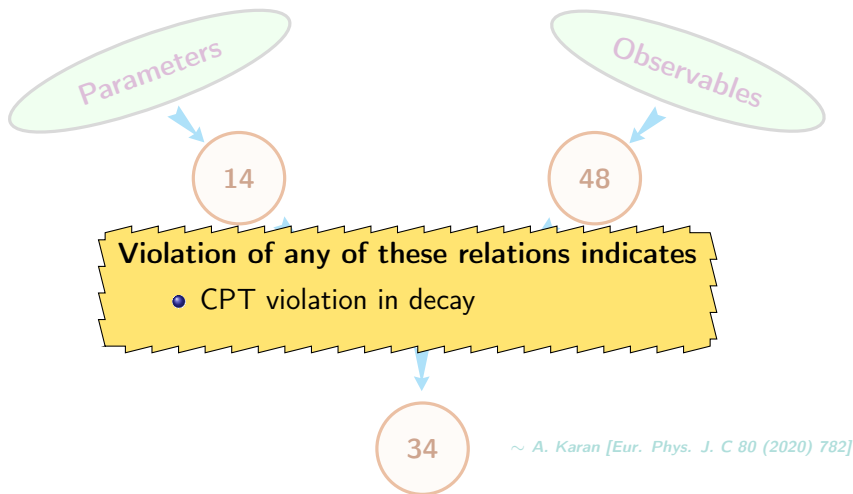 Parameters
Observables
14
48
Violation of any of these relations indicates
CPT violation in decay
34
~ A. Karan [Eur. Phys. J. C 80 (2020) 782]